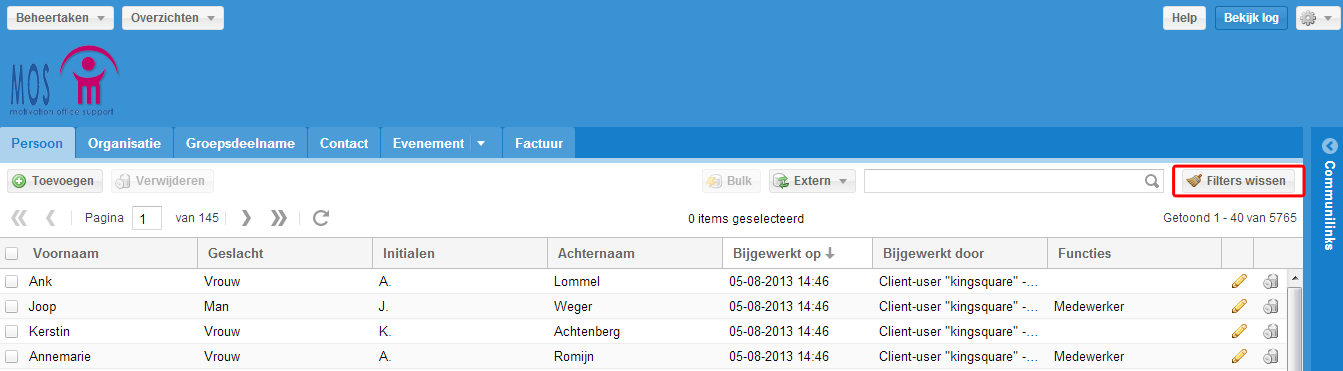 Beheertaken Overzichten Help Bekijk log
MOS
motivation office support
Persoon Organisatie Groepsdeelname Contact Evenement Factuur
Toevoegen Verwijderen Bulk Extern Filters wissen
Pagina 1 van 145 0 items geselecteerd Getoond 1 - 40 van 5765
Voornaam Geslacht Initialen Achternaam Bijgewerkt op Bijgewerkt door Functies
Ank Vrouw A. Lommel 05-08-2013 14:46 Client-user "kingsquare" -...
Joop Man J. Weger 05-08-2013 14:46 Client-user "kingsquare" -... Medewerker
Kerstin Vrouw K. Achtenberg 05-08-2013 14:46 Client-user "kingsquare" -...
Annemarie Vrouw A. Romijn 05-08-2013 14:46 Client-user "kingsquare" -... Medewerker
Communilinks